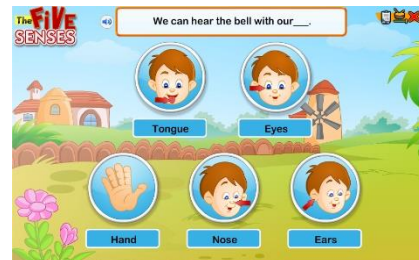 The FIVE
SENSES
We can hear the bell with our___.
Tongue
Eyes
Hand
Nose
Ears